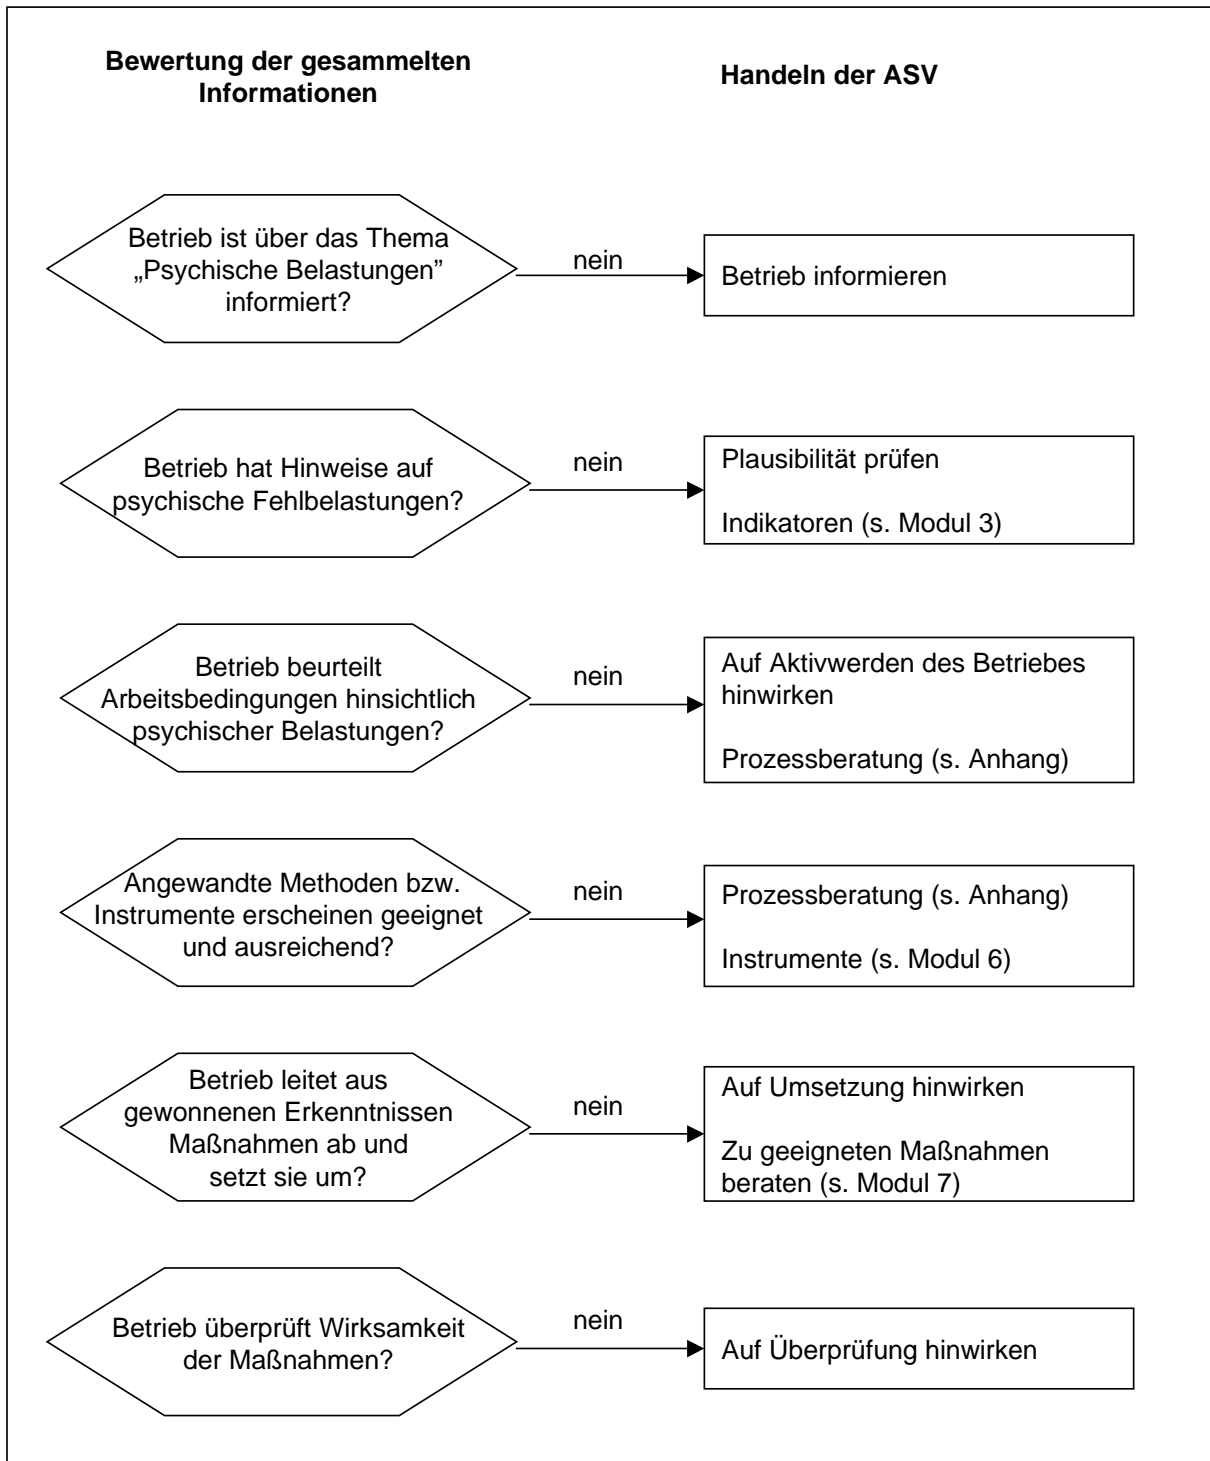 Bewertung der gesammelten
Informationen
Handeln der ASV
Betrieb ist über das Thema
„Psychische Belastungen”
informiert?
nein
Betrieb informieren
Betrieb hat Hinweise auf
psychische Fehlbelastungen?
nein
Plausibilität prüfen
Indikatoren (s. Modul 3)
Betrieb beurteilt
Arbeitsbedingungen hinsichtlich
psychischer Belastungen?
nein
Auf Aktivwerden des Betriebes
hinwirken
Prozessberatung (s. Anhang)
Angewandte Methoden bzw.
Instrumente erscheinen geeignet
und ausreichend?
nein
Prozessberatung (s. Anhang)
Instrumente (s. Modul 6)
Betrieb leitet aus
gewonnenen Erkenntnissen
Maßnahmen ab und
setzt sie um?
nein
Auf Umsetzung hinwirken
Zu geeigneten Maßnahmen
beraten (s. Modul 7)
Betrieb überprüft Wirksamkeit
der Maßnahmen?
nein
Auf Überprüfung hinwirken